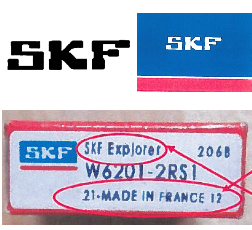 SKF
SKF
SKF SKF Explorer 206B
W6201-2RS1
21-MADE IN FRANCE 12